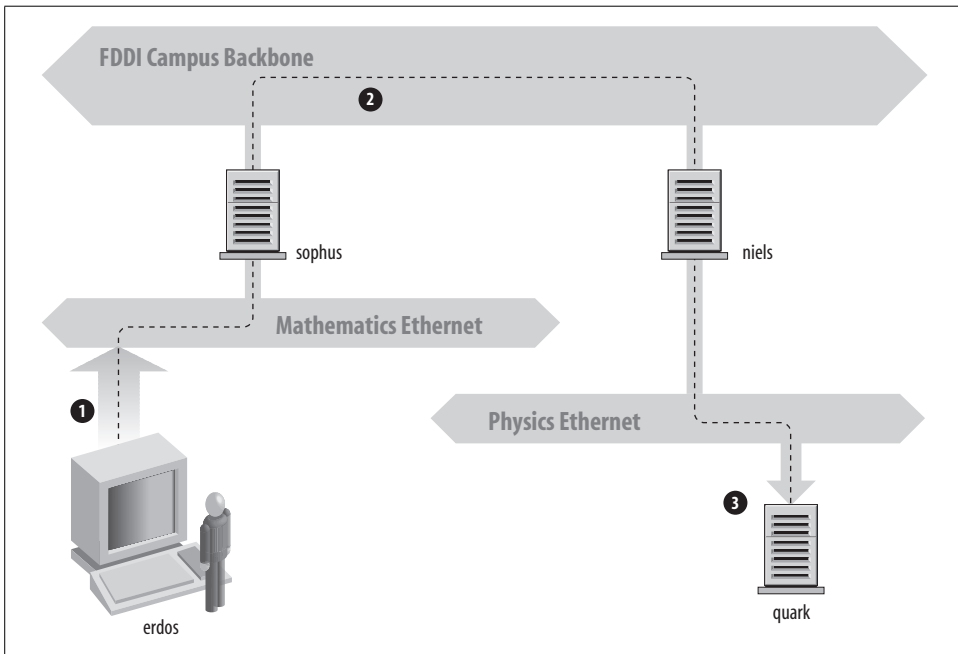 FDDI Campus Backbone
2
sophus
niels
Mathematics Ethernet
1
Physics Ethernet
3
erdos
quark